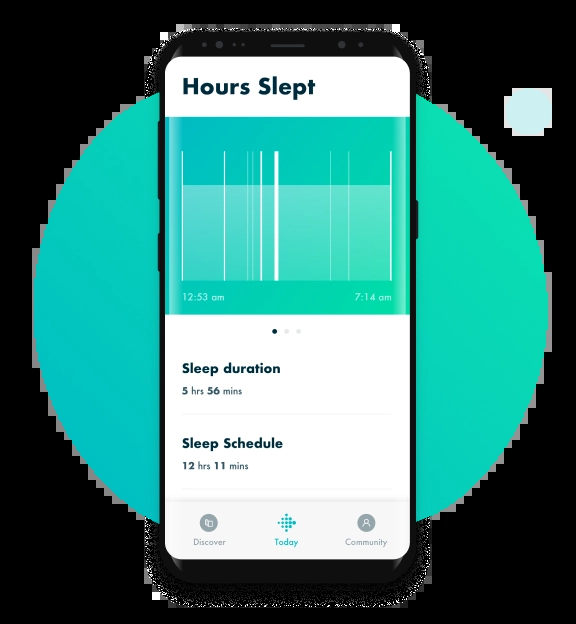 Hours Slept
12:53 am 7:14 am
Sleep duration
5 hrs 56 mins
Sleep Schedule
12 hrs 11 mins
Discover Today Community